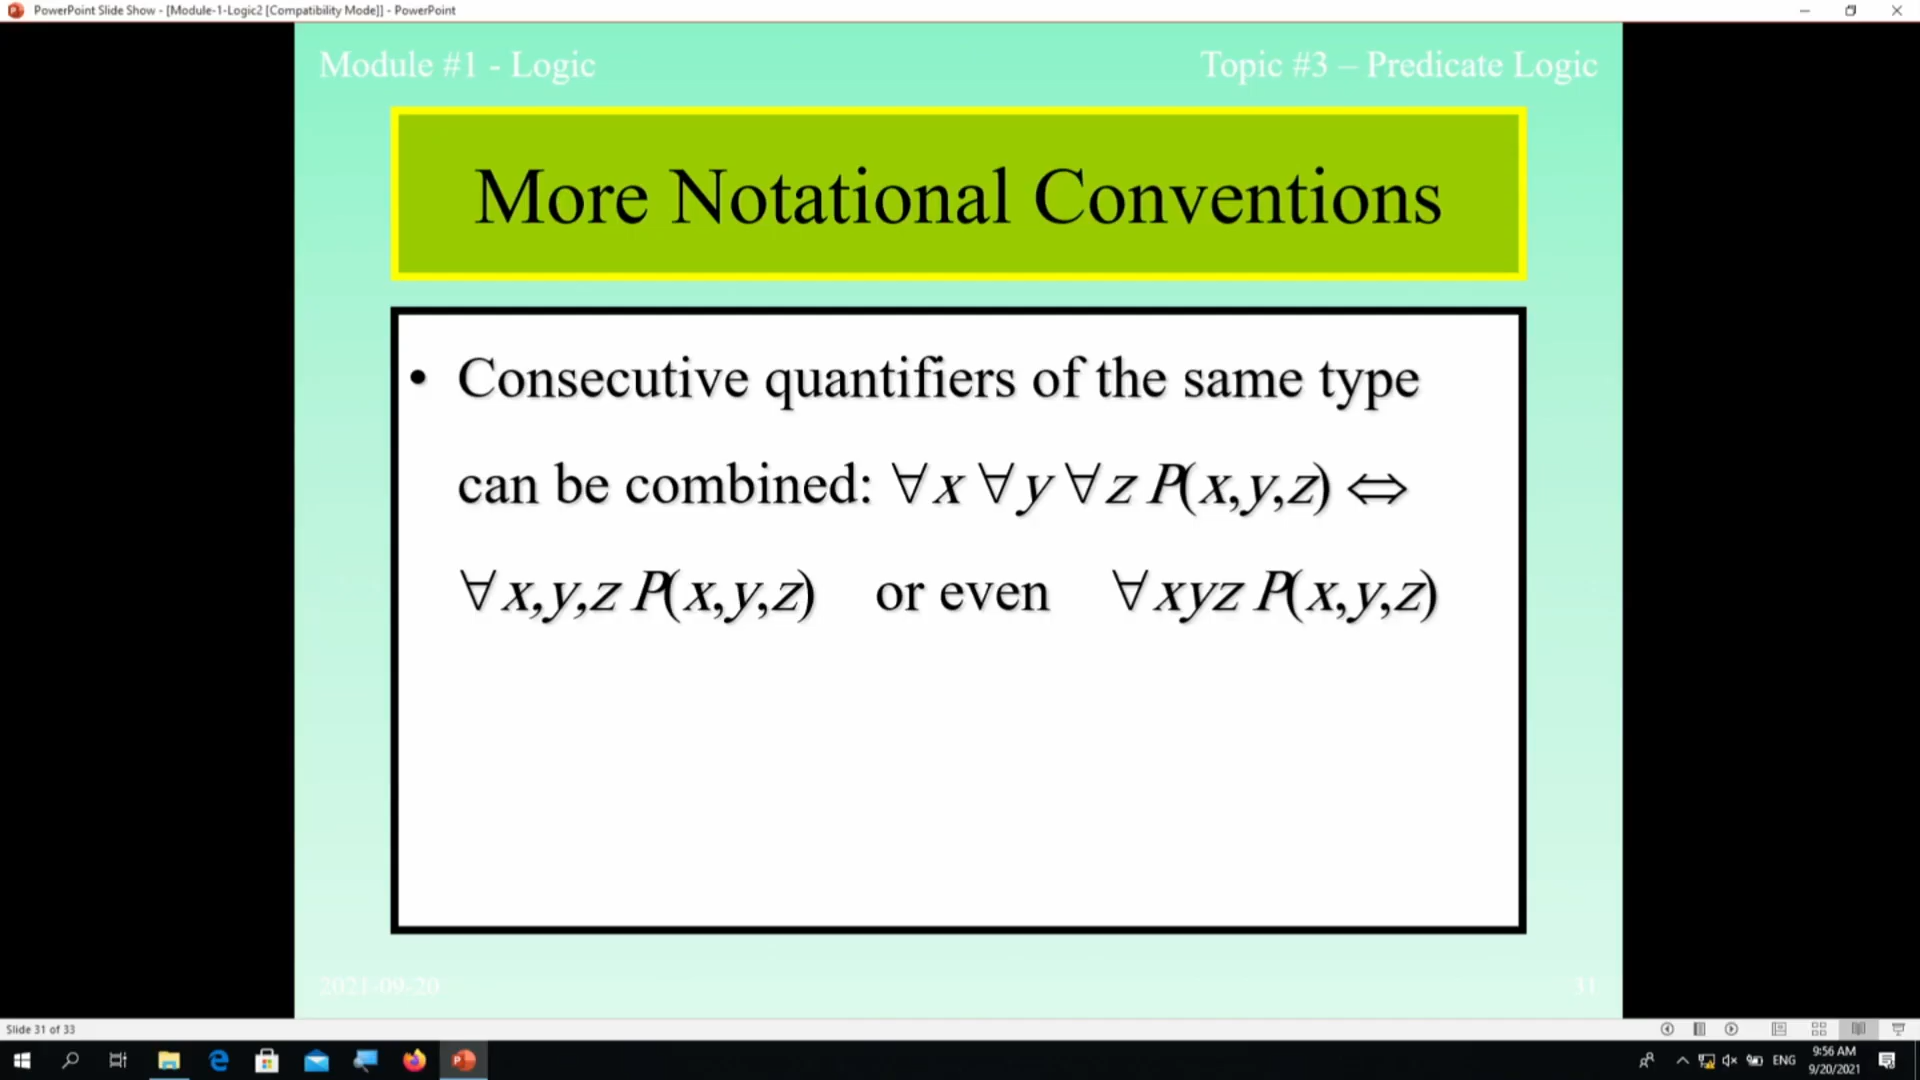 PowerPoint Slide Show - [Module-1-Logic2 [Compatibility Mode]] - PowerPoint
Module #1 - Logic
Topic #3 – Predicate Logic
More Notational Conventions
• Consecutive quantifiers of the same type
can be combined: ∀x ∀y ∀z P(x,y,z) ⇔
∀x,y,z P(x,y,z) or even ∀xyz P(x,y,z)
2021-09-20
31
Slide 31 of 33
ENG
9:56 AM
9/20/2021